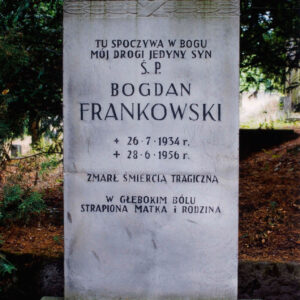 TU SPOCZYWA W BOGU
MÓJ DROGI JEDYNY SYN
Ś. P.
BOGDAN
FRANKOWSKI
+ 26·7·1934 r.
+ 28·6·1956 r.
ZMARŁ ŚMIERCIĄ TRAGICZNĄ
W GŁEBOKIM BÓLU
STRAPIONA MATKA i RODZINA